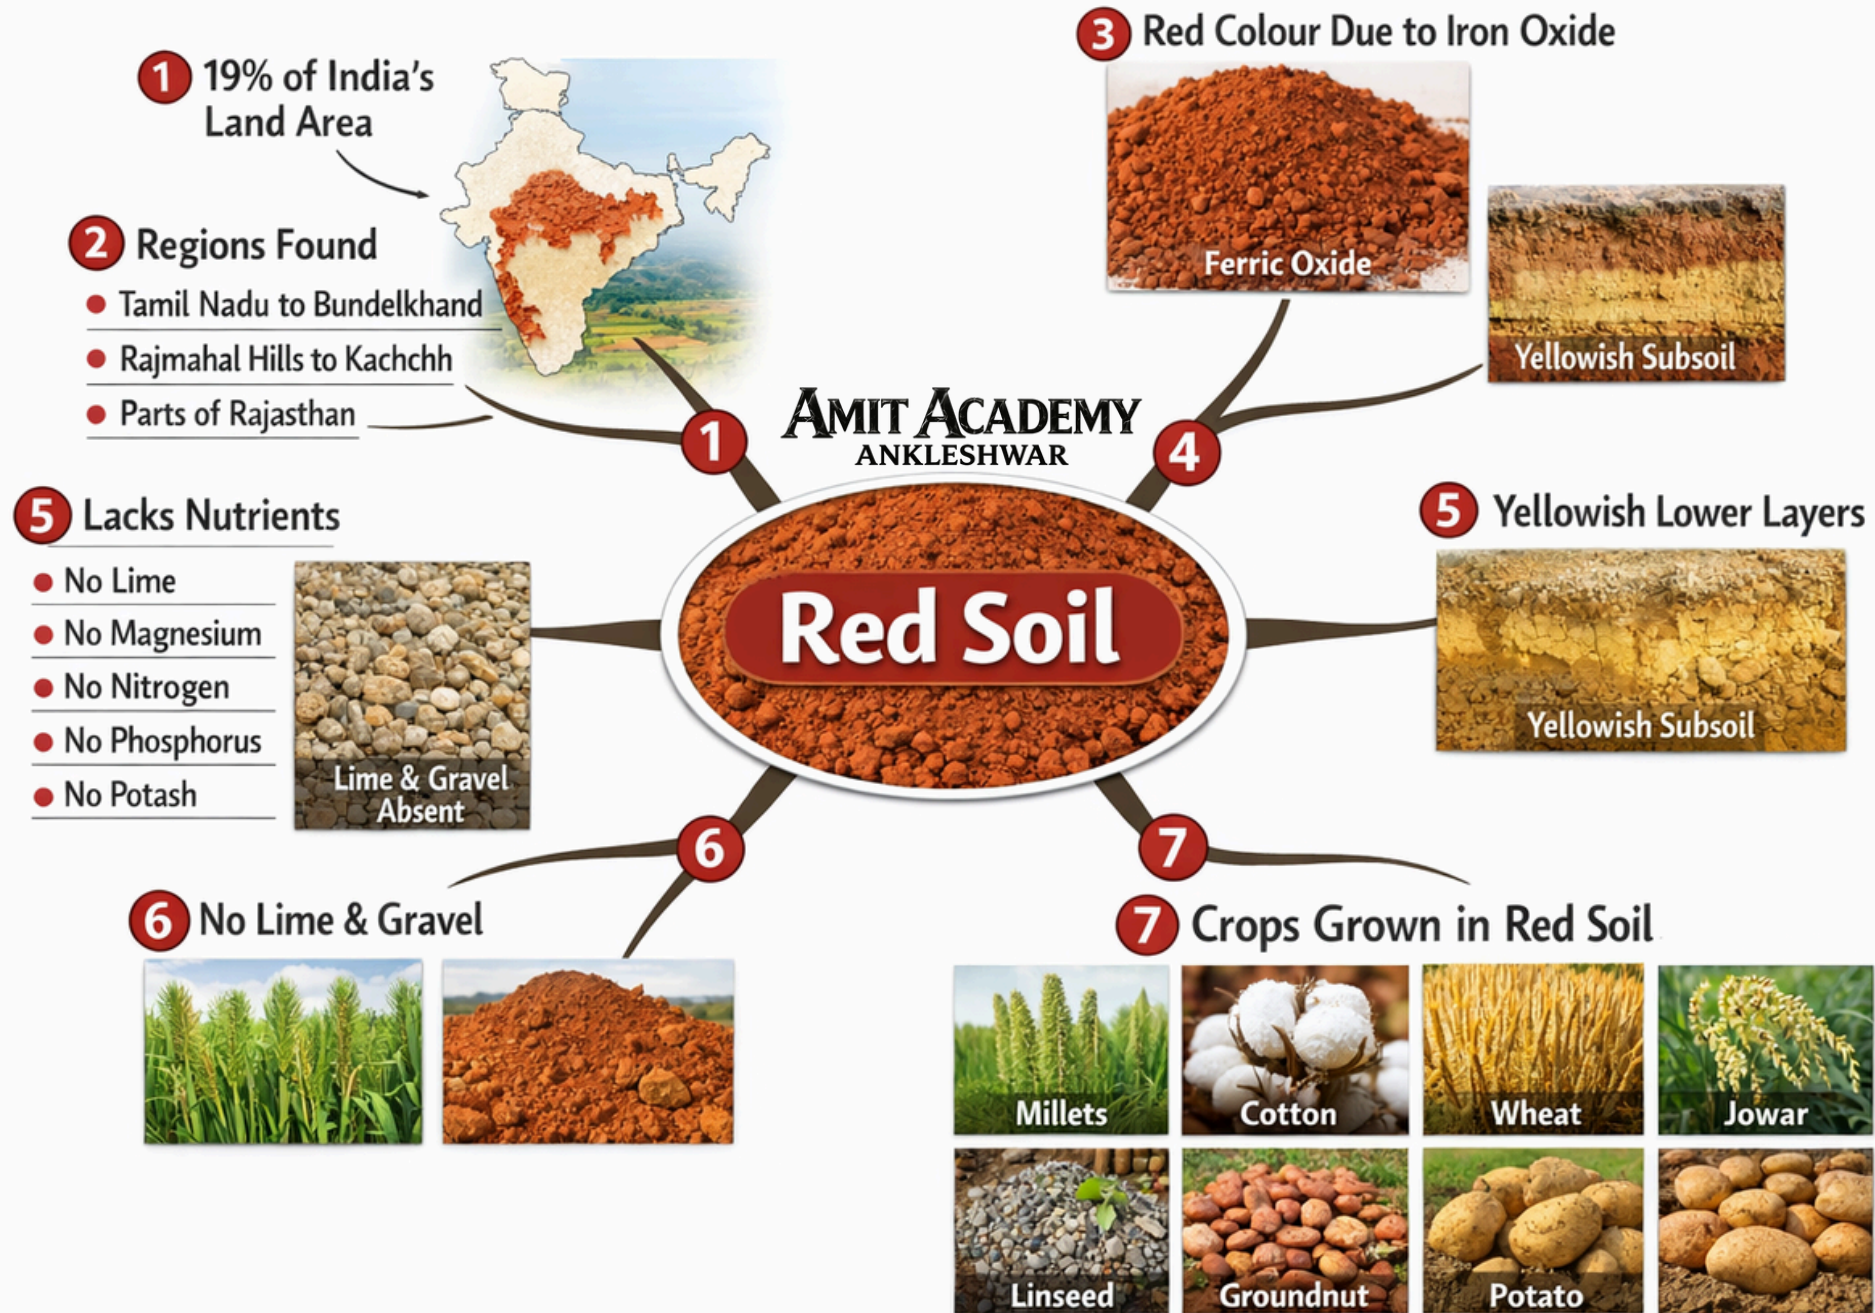 1 19% of India's
Land Area
2 Regions Found
Tamil Nadu to Bundelkhand
Rajmahal Hills to Kachchh
Parts of Rajasthan
3 Red Colour Due to Iron Oxide
Ferric Oxide
Yellowish Subsoil
1
AMIT ACADEMY
ANKLESHWAR
4
5 Lacks Nutrients
No Lime
No Magnesium
No Nitrogen
No Phosphorus
No Potash
Lime & Gravel
Absent
Red Soil
5 Yellowish Lower Layers
Yellowish Subsoil
6
7
6 No Lime & Gravel
7 Crops Grown in Red Soil
Millets
Cotton
Wheat
Jowar
Linseed
Groundnut
Potato